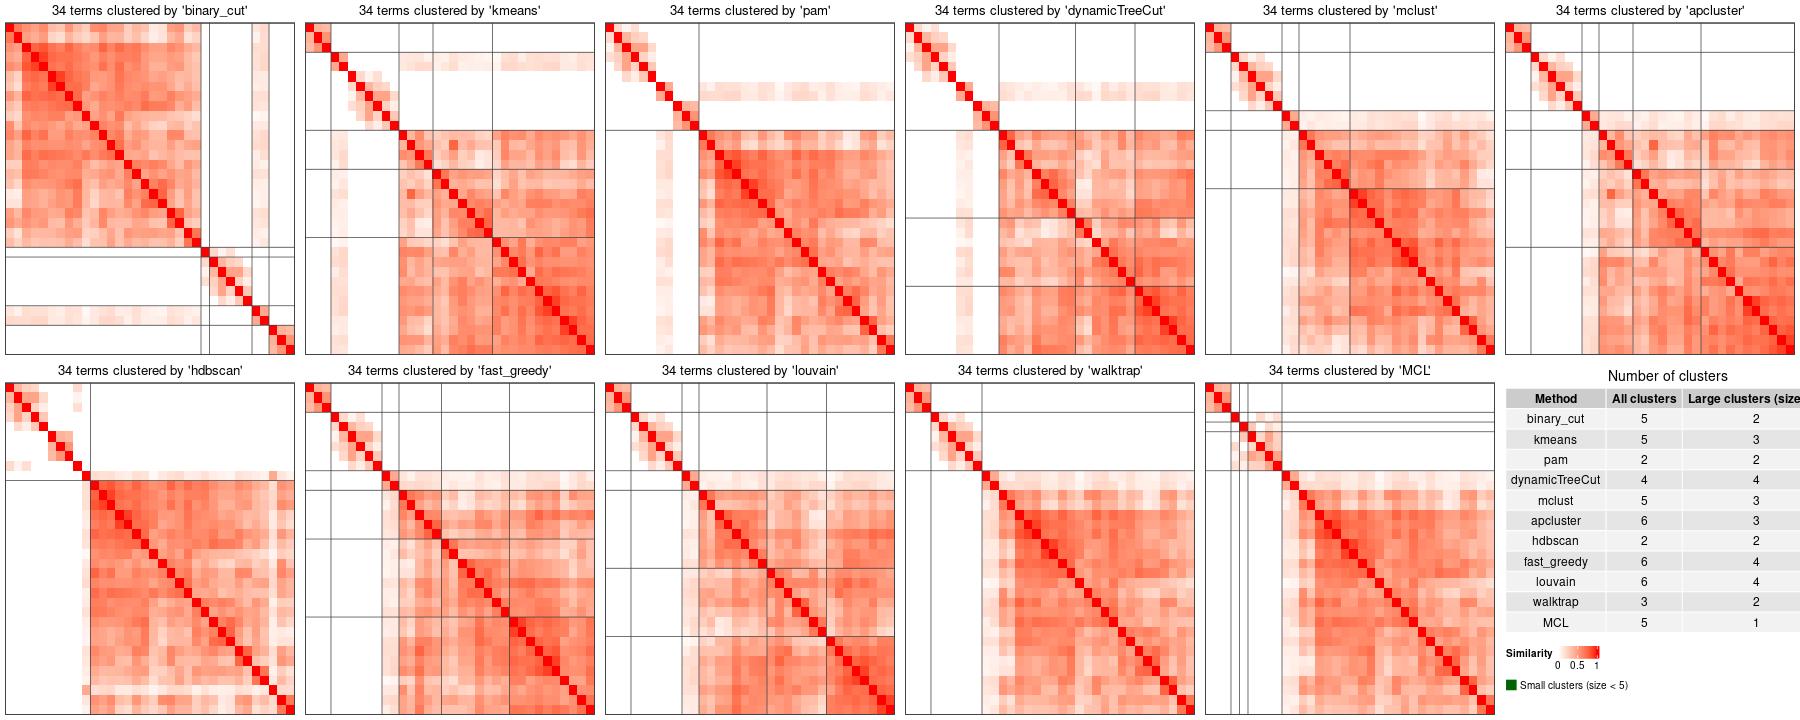 34 terms clustered by 'binary_cut'
34 terms clustered by 'kmeans'
34 terms clustered by 'pam'
34 terms clustered by 'dynamicTreeCut'
34 terms clustered by 'mclust'
34 terms clustered by 'apcluster'
34 terms clustered by 'hdbscan'
34 terms clustered by 'fast_greedy'
34 terms clustered by 'louvain'
34 terms clustered by 'walktrap'
34 terms clustered by 'MCL'
Number of clusters
Method All clusters Large clusters (size
binary_cut 5 2
kmeans 5 3
pam 2 2
dynamicTreeCut 4 4
mclust 5 3
apcluster 6 3
hdbscan 2 2
fast_greedy 6 4
louvain 6 4
walktrap 3 2
MCL 5 1
Similarity
0 0.5 1
Small clusters (size < 5)